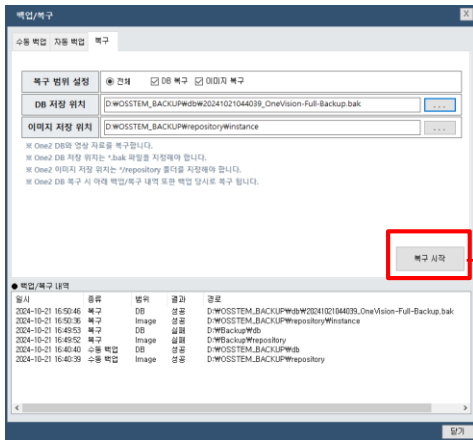 백업/복구
X
수동 백업 자동 백업 복구
복구 범위 설정 전체 DB 복구 이미지 복구
DB 저장 위치 D:₩OSSTEM_BACKUP₩db₩20241021044039_OneVision-Full-Backup.bak ...
이미지 저장 위치 D:₩OSSTEM_BACKUP₩repository₩instance ...
※ One2 DB와 영상 자료를 복구합니다.
※ One2 DB 저장 위치는 *.bak 파일을 지정해야 합니다.
※ One2 이미지 저장 위치는 */repository 폴더를 지정해야 합니다.
※ One2 DB 복구 시 아래 백업/복구 내역 또한 백업 당시로 복구 됩니다.
복구 시작
● 백업/복구 내역
일시 종류 범위 결과 경로
2024-10-21 16:50:46 복구 DB 성공 D:₩OSSTEM_BACKUP₩db₩20241021044039_OneVision-Full-Backup.bak
2024-10-21 16:50:36 복구 Image 성공 D:₩OSSTEM_BACKUP₩repository₩instance
2024-10-21 16:49:53 복구 DB 실패 D:₩Backup₩db
2024-10-21 16:49:52 복구 Image 실패 D:₩Backup₩repository
2024-10-21 16:40:40 수동 백업 DB 성공 D:₩OSSTEM_BACKUP₩db
2024-10-21 16:40:39 수동 백업 Image 성공 D:₩OSSTEM_BACKUP₩repository
닫기